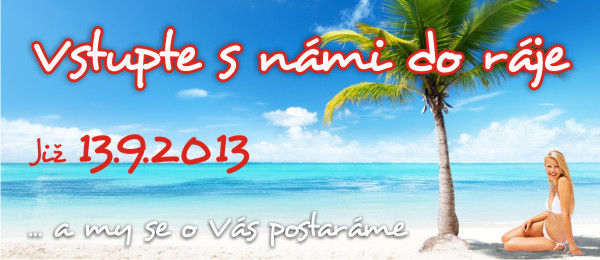 Vstupte s námi do ráje
Již 13.9.2013
... a my se o Vás postaráme